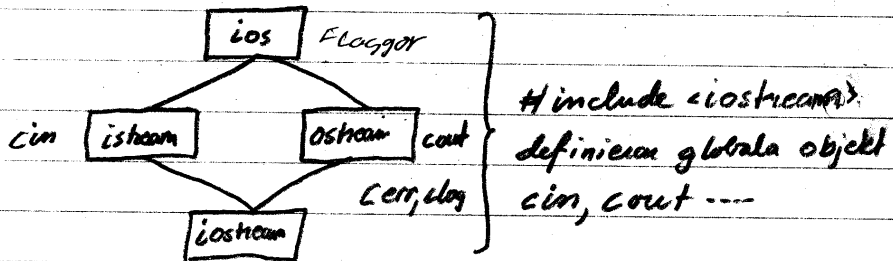 ios Flaggor
#include <iostream>
cin istream ostream cout
definierar globala objekt
cerr, clog
cin, cout ----
iostream